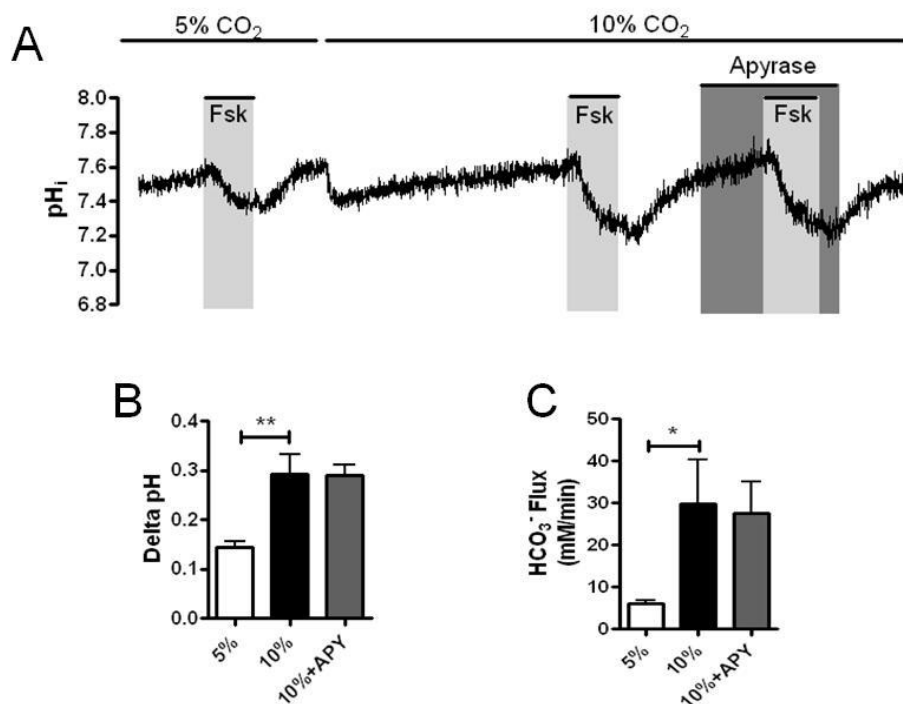 A
5% CO2
10% CO2
Apyrase
Fsk
Fsk
Fsk
pHi
8.0
7.8
7.6
7.4
7.2
7.0
6.8
B
Delta pH
0.4
0.3
0.2
0.1
0.0
**
5%
10%
10%+APY
C
HCO3- Flux
(mM/min)
50
40
30
20
10
0
*
5%
10%
10%+APY